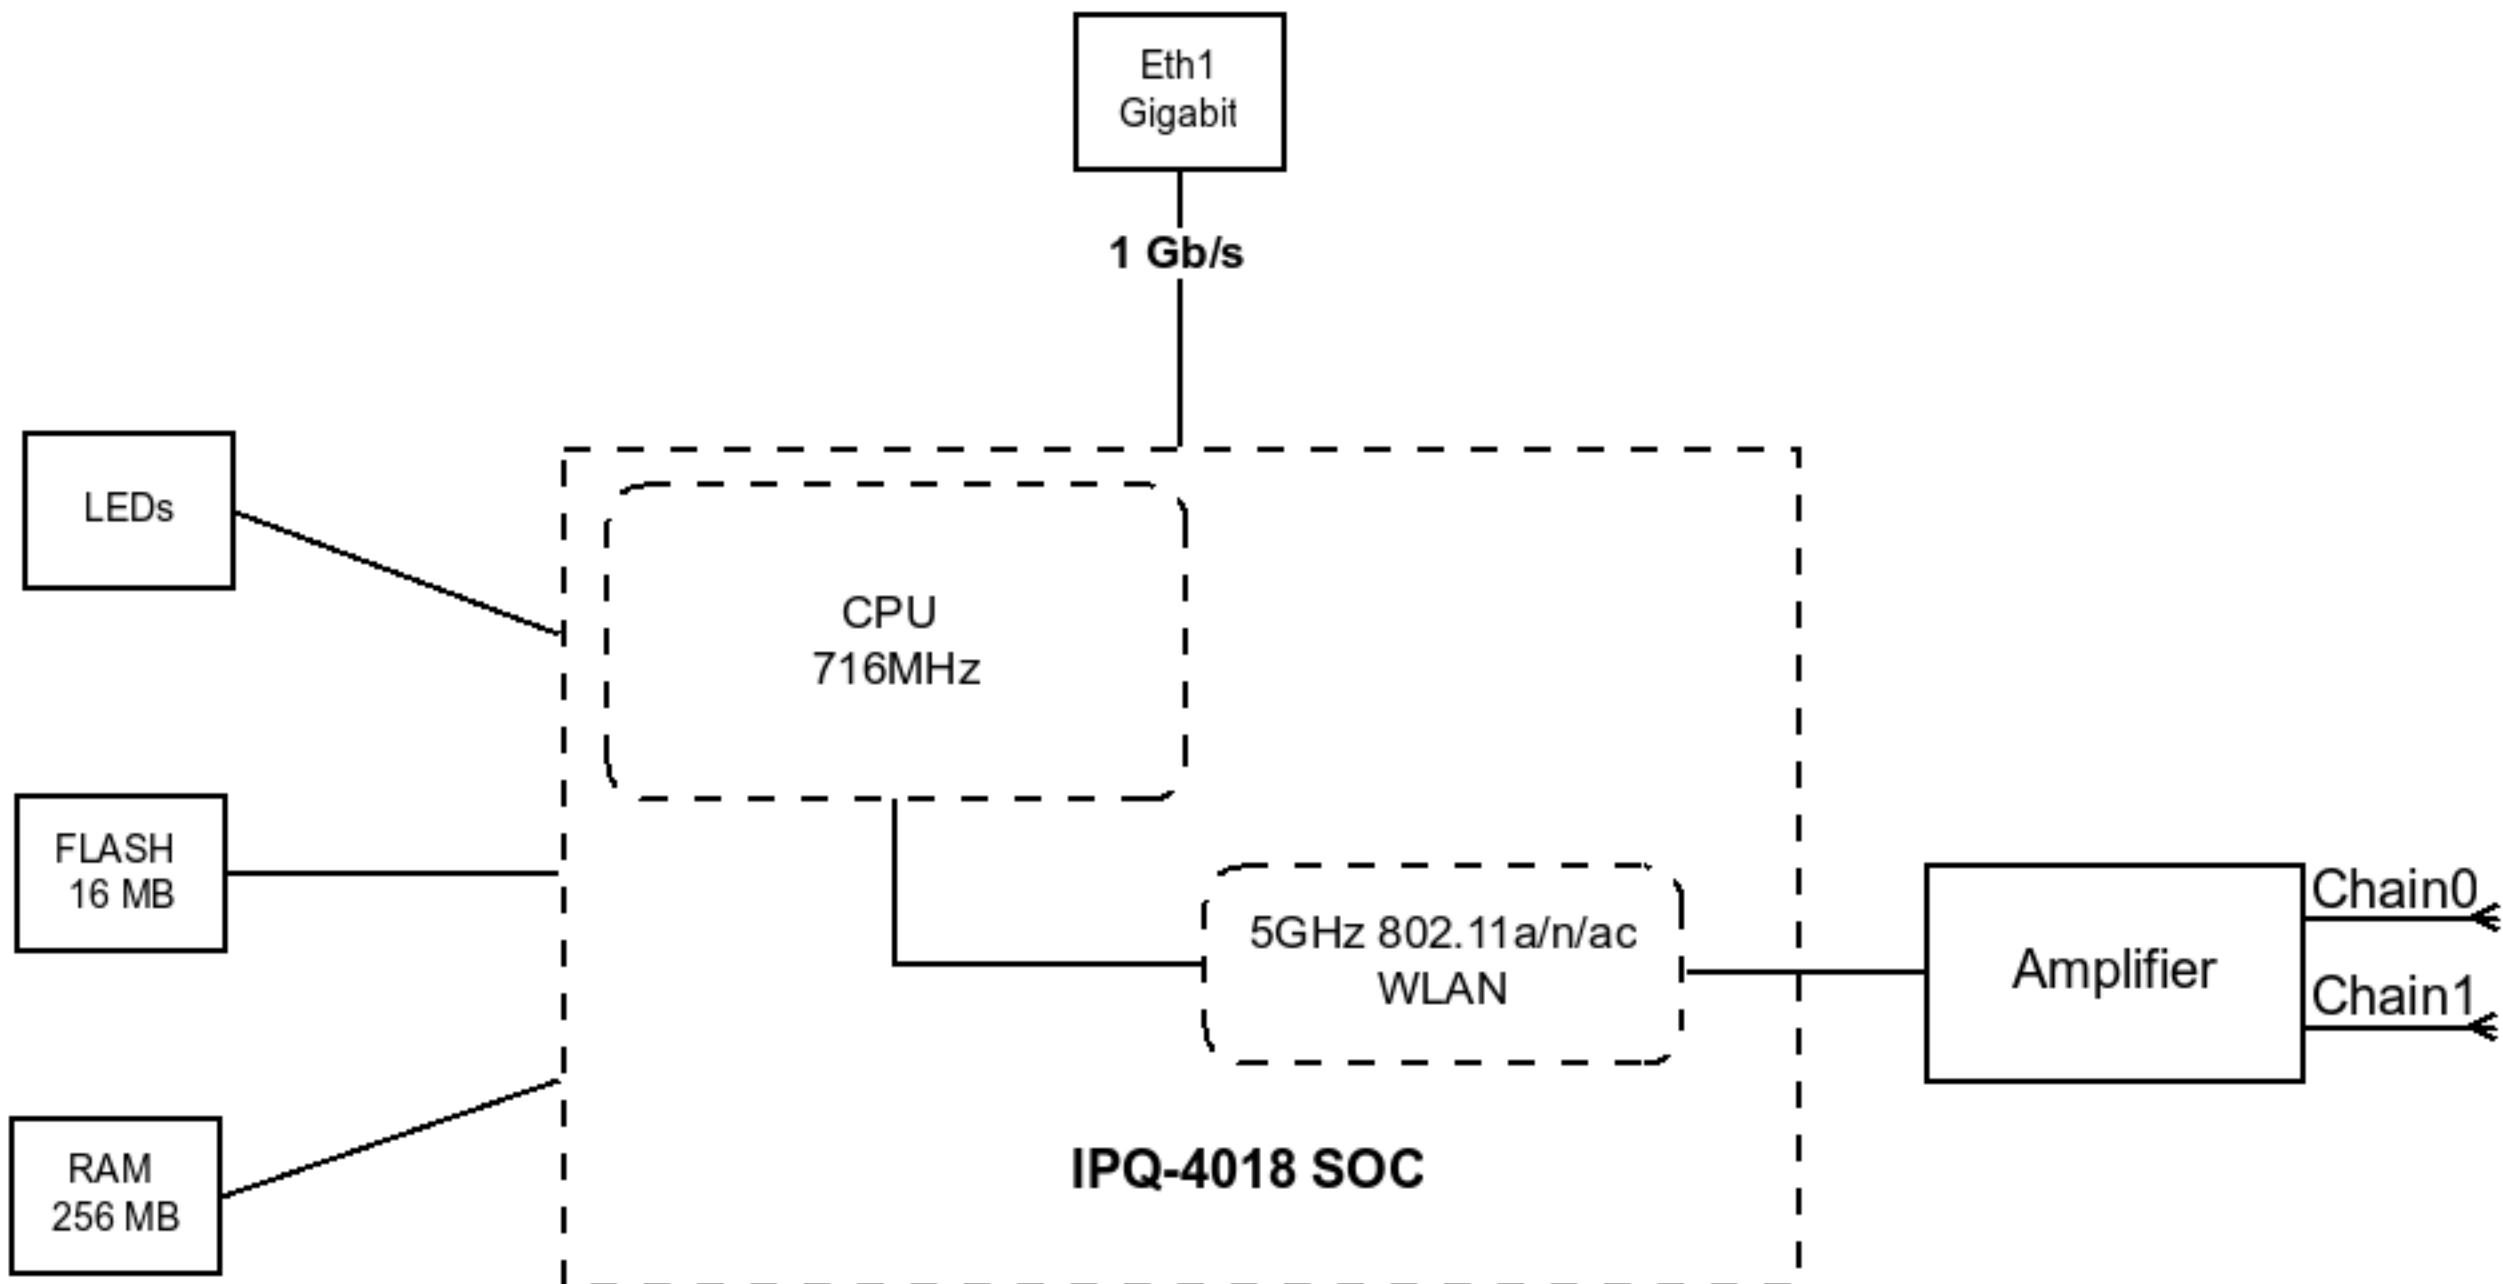 Eth1
Gigabit
1 Gb/s
LEDs
CPU
716MHz
FLASH
16 MB
5GHz 802.11a/n/ac
WLAN
Amplifier
Chain0
Chain1
RAM
256 MB
IPQ-4018 SOC